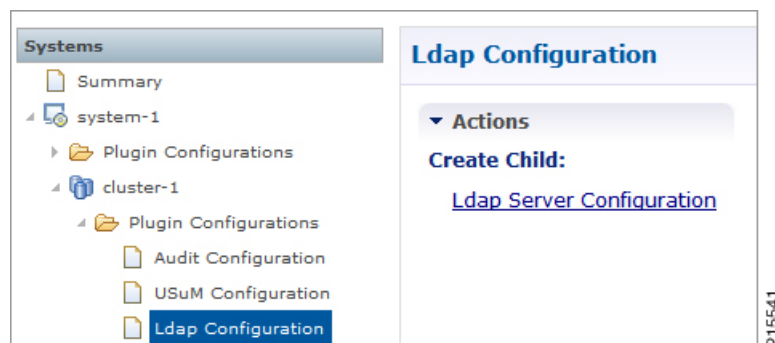 Systems
Summary
system-1
Plugin Configurations
cluster-1
Plugin Configurations
Audit Configuration
USuM Configuration
Ldap Configuration
Ldap Configuration
Actions
Create Child:
Ldap Server Configuration